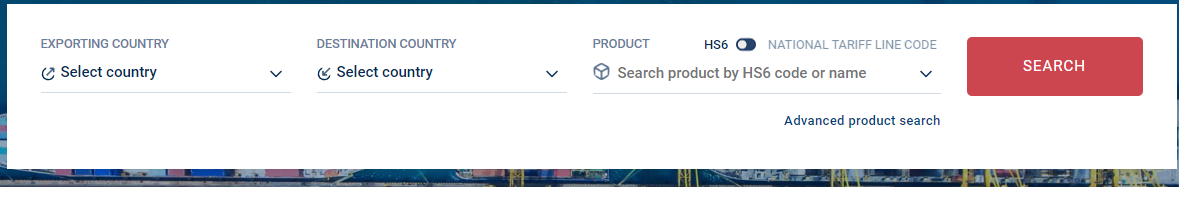 EXPORTING COUNTRY
Select country
DESTINATION COUNTRY
Select country
PRODUCT
HS6
NATIONAL TARIFF LINE CODE
Search product by HS6 code or name
Advanced product search
SEARCH